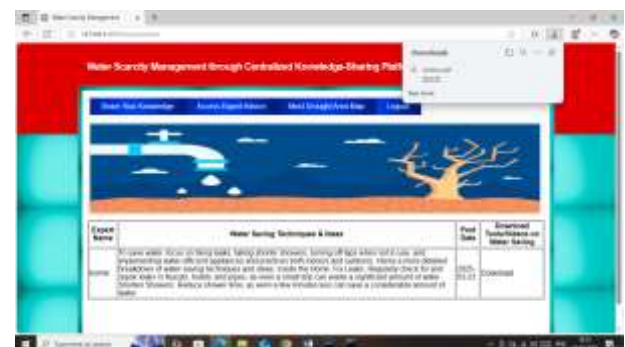 Water Scarcity Management
Water Scarcity Management through Centralized Knowledge-Sharing
Downloads
Share Your Knowledge Access Expert Advice Most Draught Area Map Logout
Expert Name
Water Saving Techniques & Ideas
Post Date
Download Tools/Videos on Water Saving
To save water, focus on fixing leaks, taking shorter showers, turning off taps when not in use, and
implementing water-efficient appliances and practices both indoors and outdoors. Here's a more detailed
breakdown of water-saving techniques and ideas: Inside the Home: Fix Leaks: Regularly check for and
repair leaks in faucets, toilets, and pipes, as even a small drip can waste a significant amount of water.
Shorten Showers: Reduce shower time, as even a few minutes less can save a considerable amount of
water.
Download